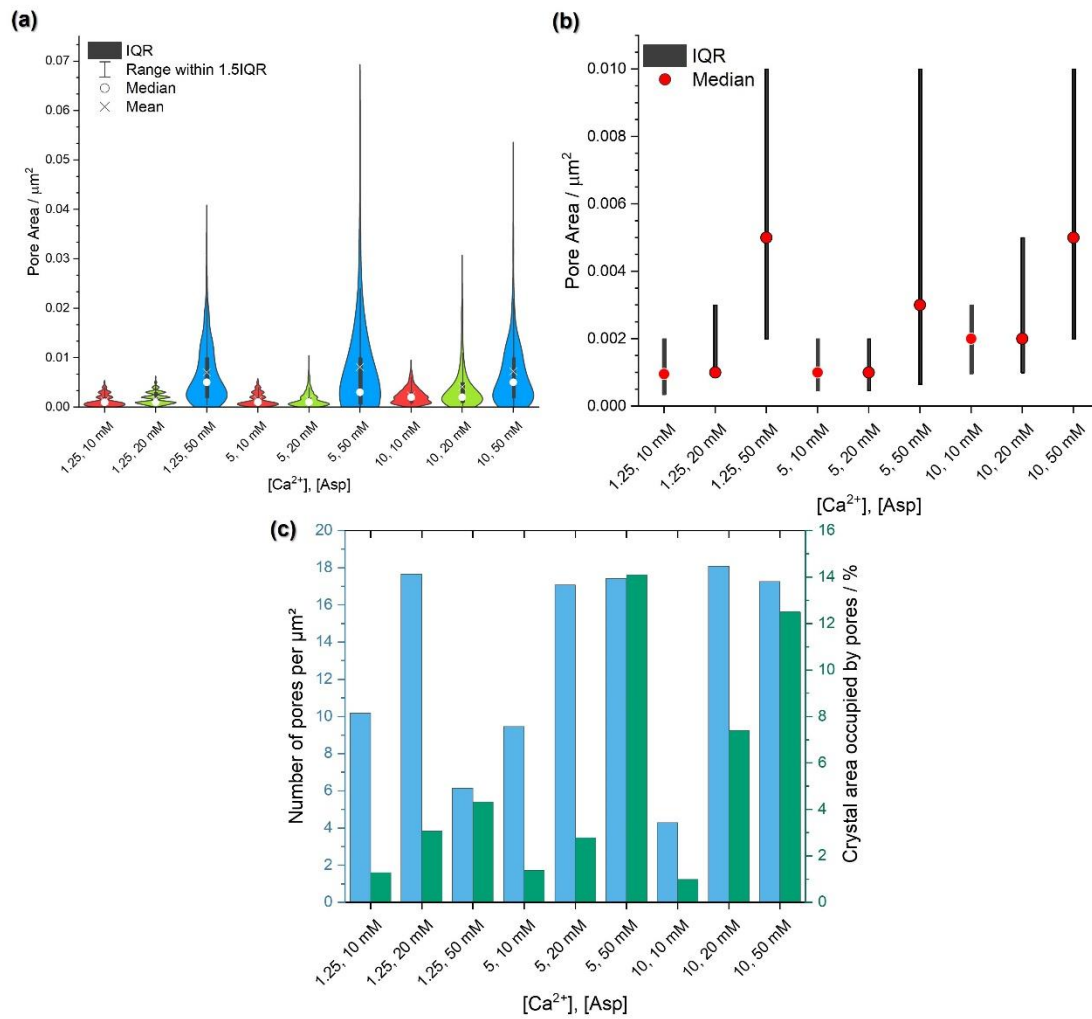 (a)
IQR
Range within 1.5IQR
Median
Mean
Pore Area / μm²
0.07
0.06
0.05
0.04
0.03
0.02
0.01
0.00
1.25, 10 mM
1.25, 20 mM
1.25, 50 mM
5, 10 mM
5, 20 mM
5, 50 mM
10, 10 mM
10, 20 mM
10, 50 mM
[Ca²⁺], [Asp]
(b)
IQR
Median
Pore Area / μm²
0.010
0.008
0.006
0.004
0.002
0.000
1.25, 10 mM
1.25, 20 mM
1.25, 50 mM
5, 10 mM
5, 20 mM
5, 50 mM
10, 10 mM
10, 20 mM
10, 50 mM
[Ca²⁺], [Asp]
(c)
Number of pores per μm²
20
18
16
14
12
10
8
6
4
2
0
Crystal area occupied by pores / %
16
14
12
10
8
6
4
2
0
1.25, 10 mM
1.25, 20 mM
1.25, 50 mM
5, 10 mM
5, 20 mM
5, 50 mM
10, 10 mM
10, 20 mM
10, 50 mM
[Ca²⁺], [Asp]